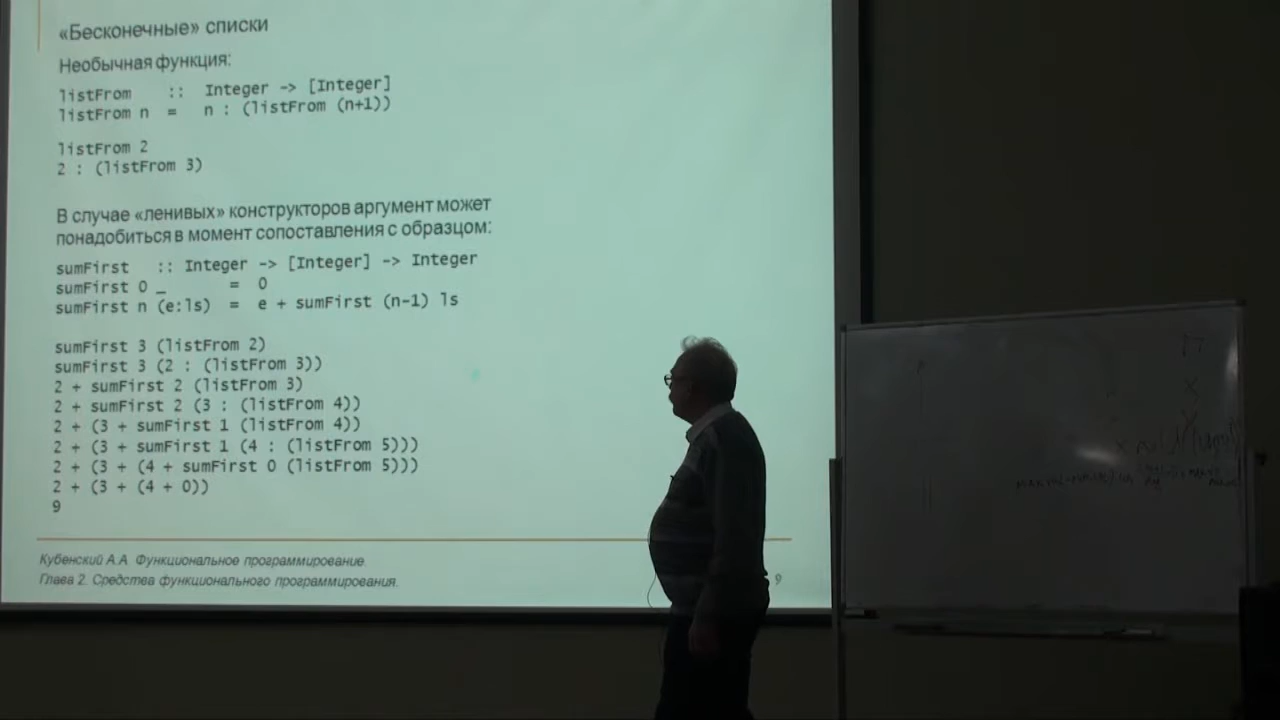 «Бесконечные» списки
Необычная функция:
listFrom :: Integer -> [Integer]
listFrom n = n : (listFrom (n+1))
listFrom 2
2 : (listFrom 3)
В случае «ленивых» конструкторов аргумент может
понадобиться в момент сопоставления с образцом:
sumFirst :: Integer -> [Integer] -> Integer
sumFirst 0 _ = 0
sumFirst n (e:ls) = e + sumFirst (n-1) ls
sumFirst 3 (listFrom 2)
sumFirst 3 (2 : (listFrom 3))
2 + sumFirst 2 (listFrom 3)
2 + sumFirst 2 (3 : (listFrom 4))
2 + (3 + sumFirst 1 (listFrom 4))
2 + (3 + sumFirst 1 (4 : (listFrom 5)))
2 + (3 + (4 + sumFirst 0 (listFrom 5)))
2 + (3 + (4 + 0))
9
Кубенский А.А. Функциональное программирование.
Глава 2. Средства функционального программирования.
9